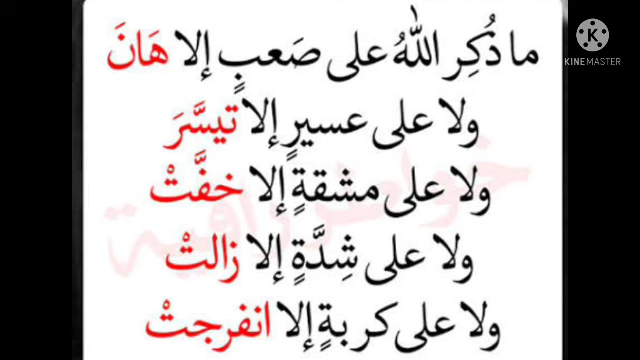 ما ذُكِر اللهُ على صَعبٍ إلا هَانَ
ولا على عسيرٍ إلا تيسَّرَ
ولا على مشقةٍ إلا خفَّتْ
ولا على شِدَّةٍ إلا زالتْ
ولا على كربةٍ إلا انفرجتْ
KINEMASTER